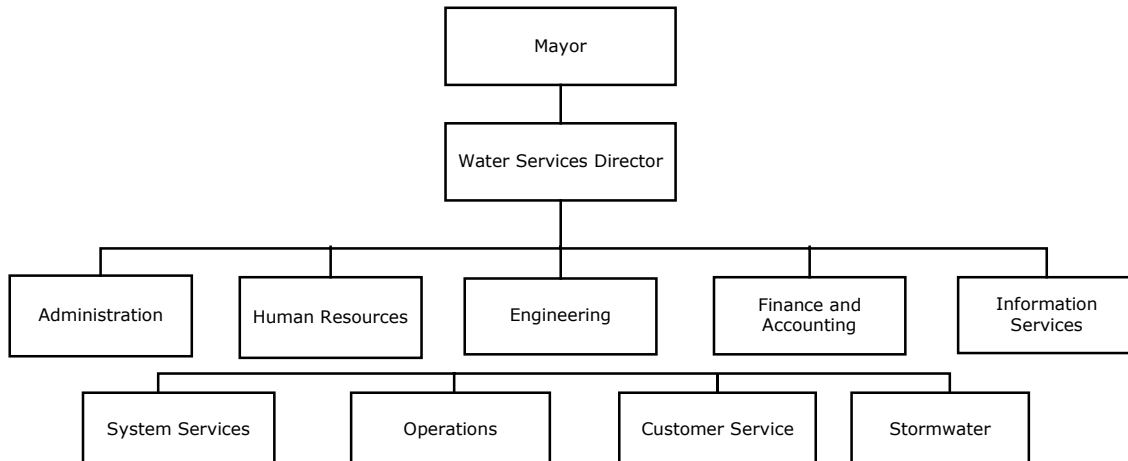 Mayor
Water Services Director
Administration
Human Resources
Engineering
Finance and
Accounting
Information
Services
System Services
Operations
Customer Service
Stormwater